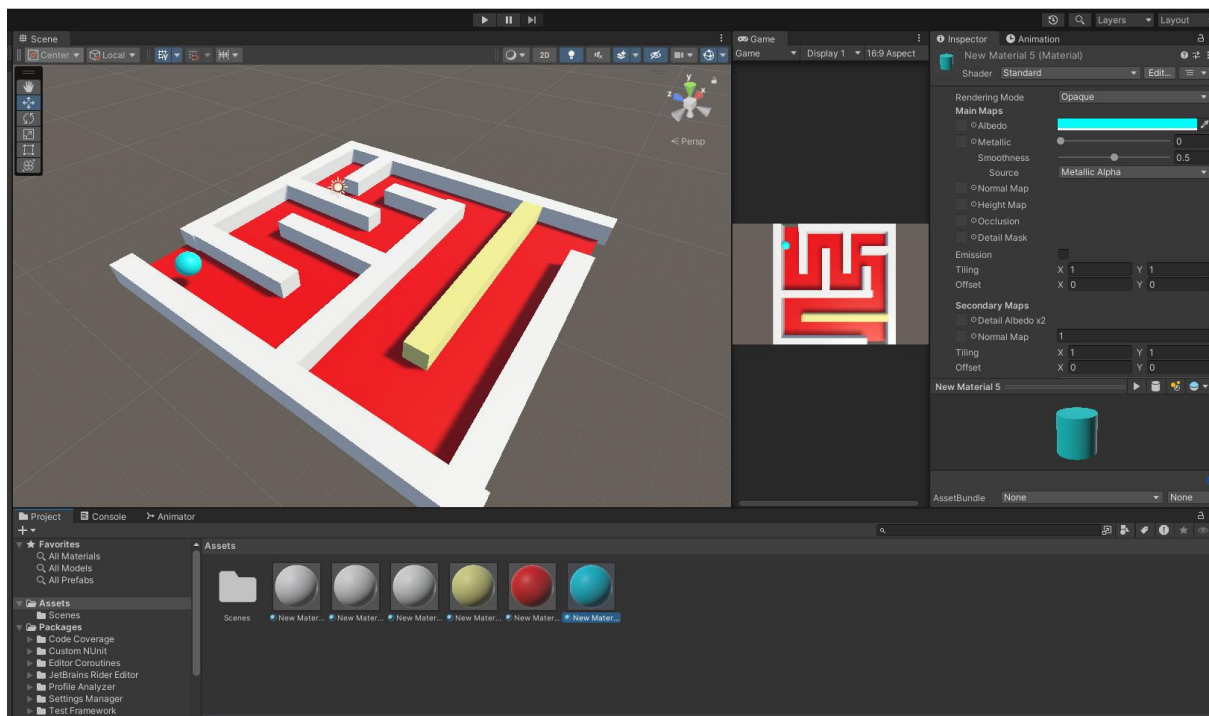 Layers Layout
Scene Game Inspector Animation
Center Local 2D Game Display 1 16:9 Aspect New Material 5 (Material)
Shader Standard Edit...
y
z x
Persp
Rendering Mode Opaque
Main Maps
Albedo
Metallic 0
Smoothness 0.5
Source Metallic Alpha
Normal Map
Height Map
Occlusion
Detail Mask
Emission
Tiling X 1 Y 1
Offset X 0 Y 0
Secondary Maps
Detail Albedo x2
Normal Map 1
Tiling X 1 Y 1
Offset X 0 Y 0
New Material 5
AssetBundle None None
Project Console Animator
Favorites
All Materials
All Models
All Prefabs
Assets
Scenes
Packages
Code Coverage
Custom NUnit
Editor Coroutines
JetBrains Rider Editor
Profile Analyzer
Settings Manager
Test Framework
Assets
Scenes New Mater... New Mater... New Mater... New Mater... New Mater... New Mater...